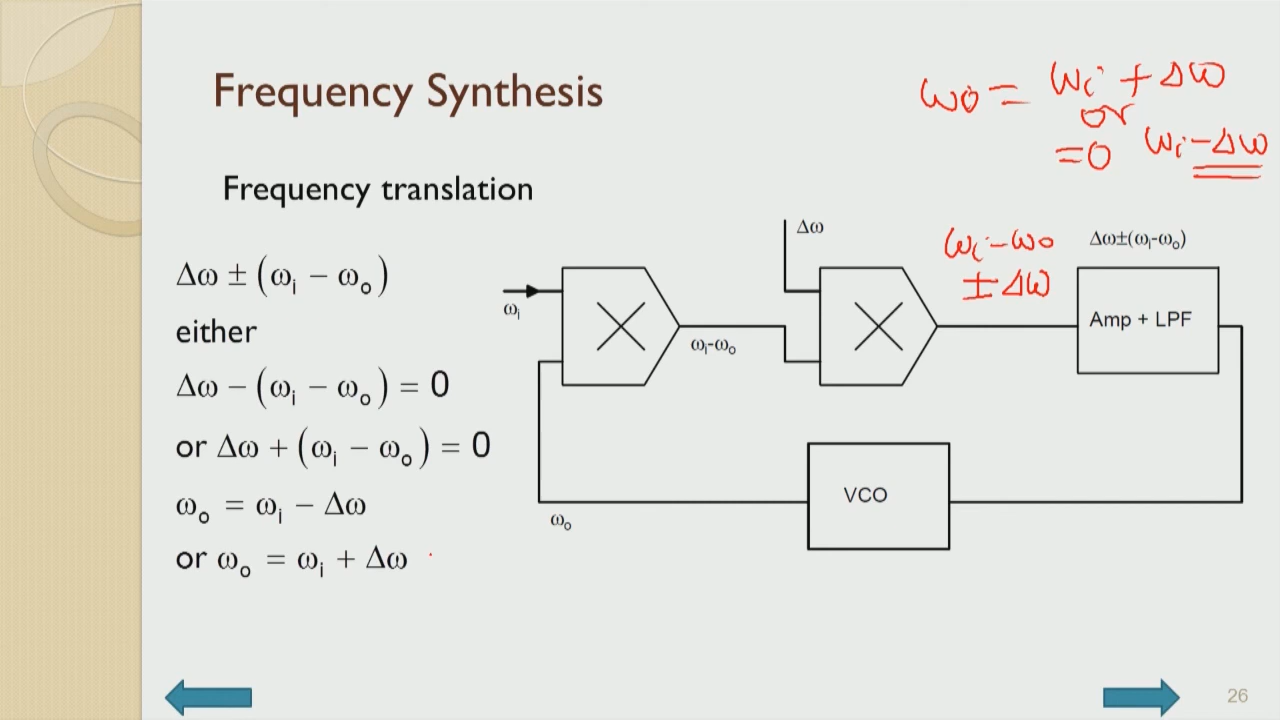 Frequency Synthesis
ω0 = ωi + Δω
or
=0 ωi - Δω
Frequency translation
Δω ± (ωi − ωo)
either
Δω − (ωi − ωo) = 0
or Δω + (ωi − ωo) = 0
ωo = ωi − Δω
or ωo = ωi + Δω
ωi
ωi-ωo
Δω
ωi - ω0
± Δω
Δω±(ωi-ωo)
Amp + LPF
VCO
ωo
26